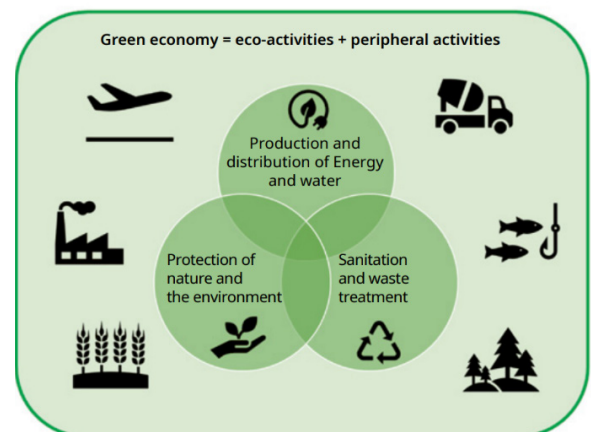 Green economy = eco-activities + peripheral activities
Production and
distribution of Energy
and water
Protection of
nature and
the environment
Sanitation
and waste
treatment